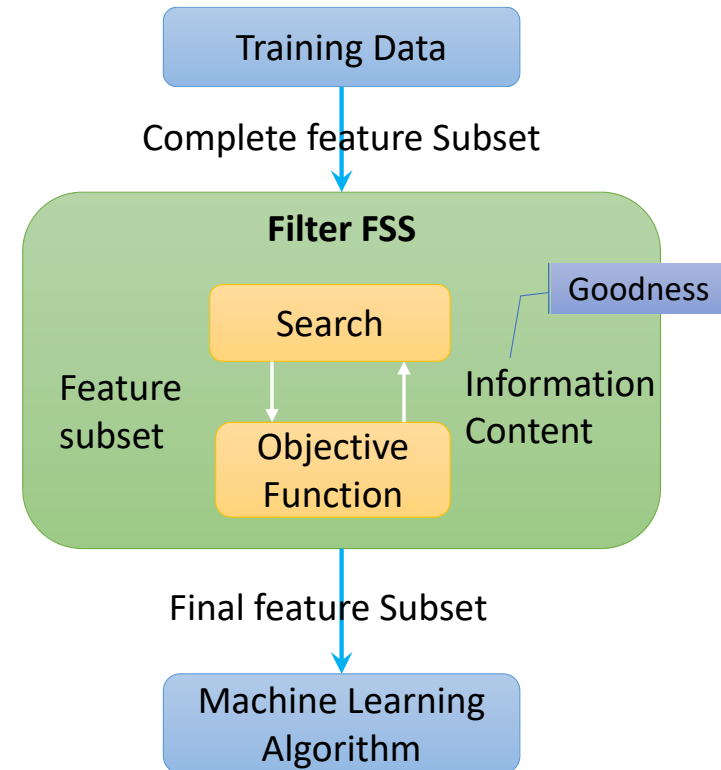 Training Data
Complete feature Subset
Filter FSS
Goodness
Search
Feature
subset
Information
Content
Objective
Function
Final feature Subset
Machine Learning
Algorithm